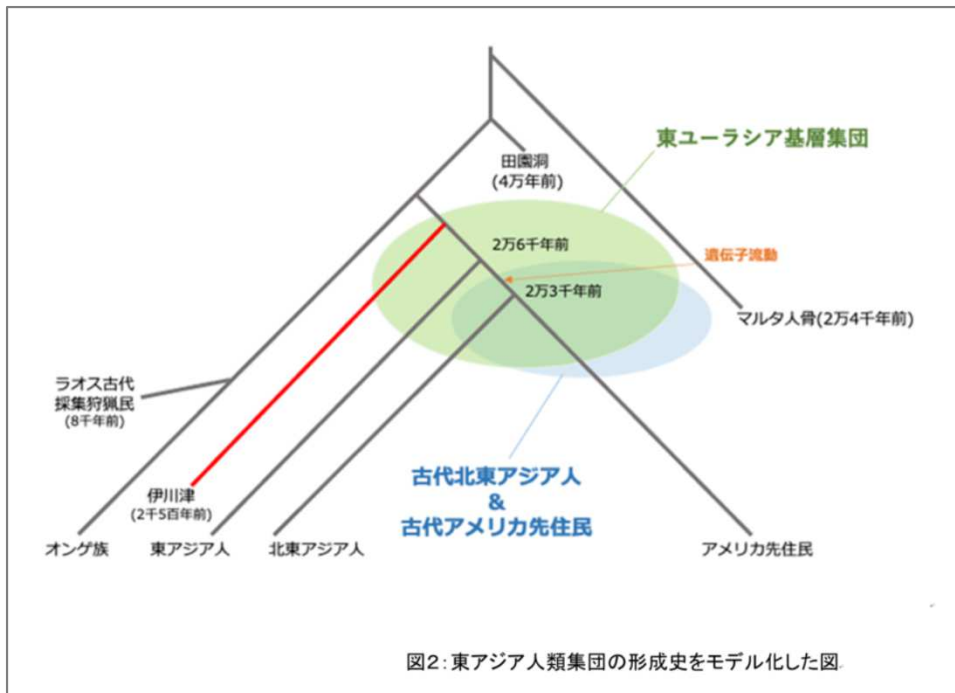 東ユーラシア基層集団
田園洞
(4万年前)
2万6千年前
遺伝子流動
2万3千年前
マルタ人骨(2万4千年前)
ラオス古代
採集狩猟民
(8千年前)
古代北東アジア人
&
古代アメリカ先住民
伊川津
(2千5百年前)
オンゲ族
東アジア人
北東アジア人
アメリカ先住民
図2:東アジア人類集団の形成史をモデル化した図